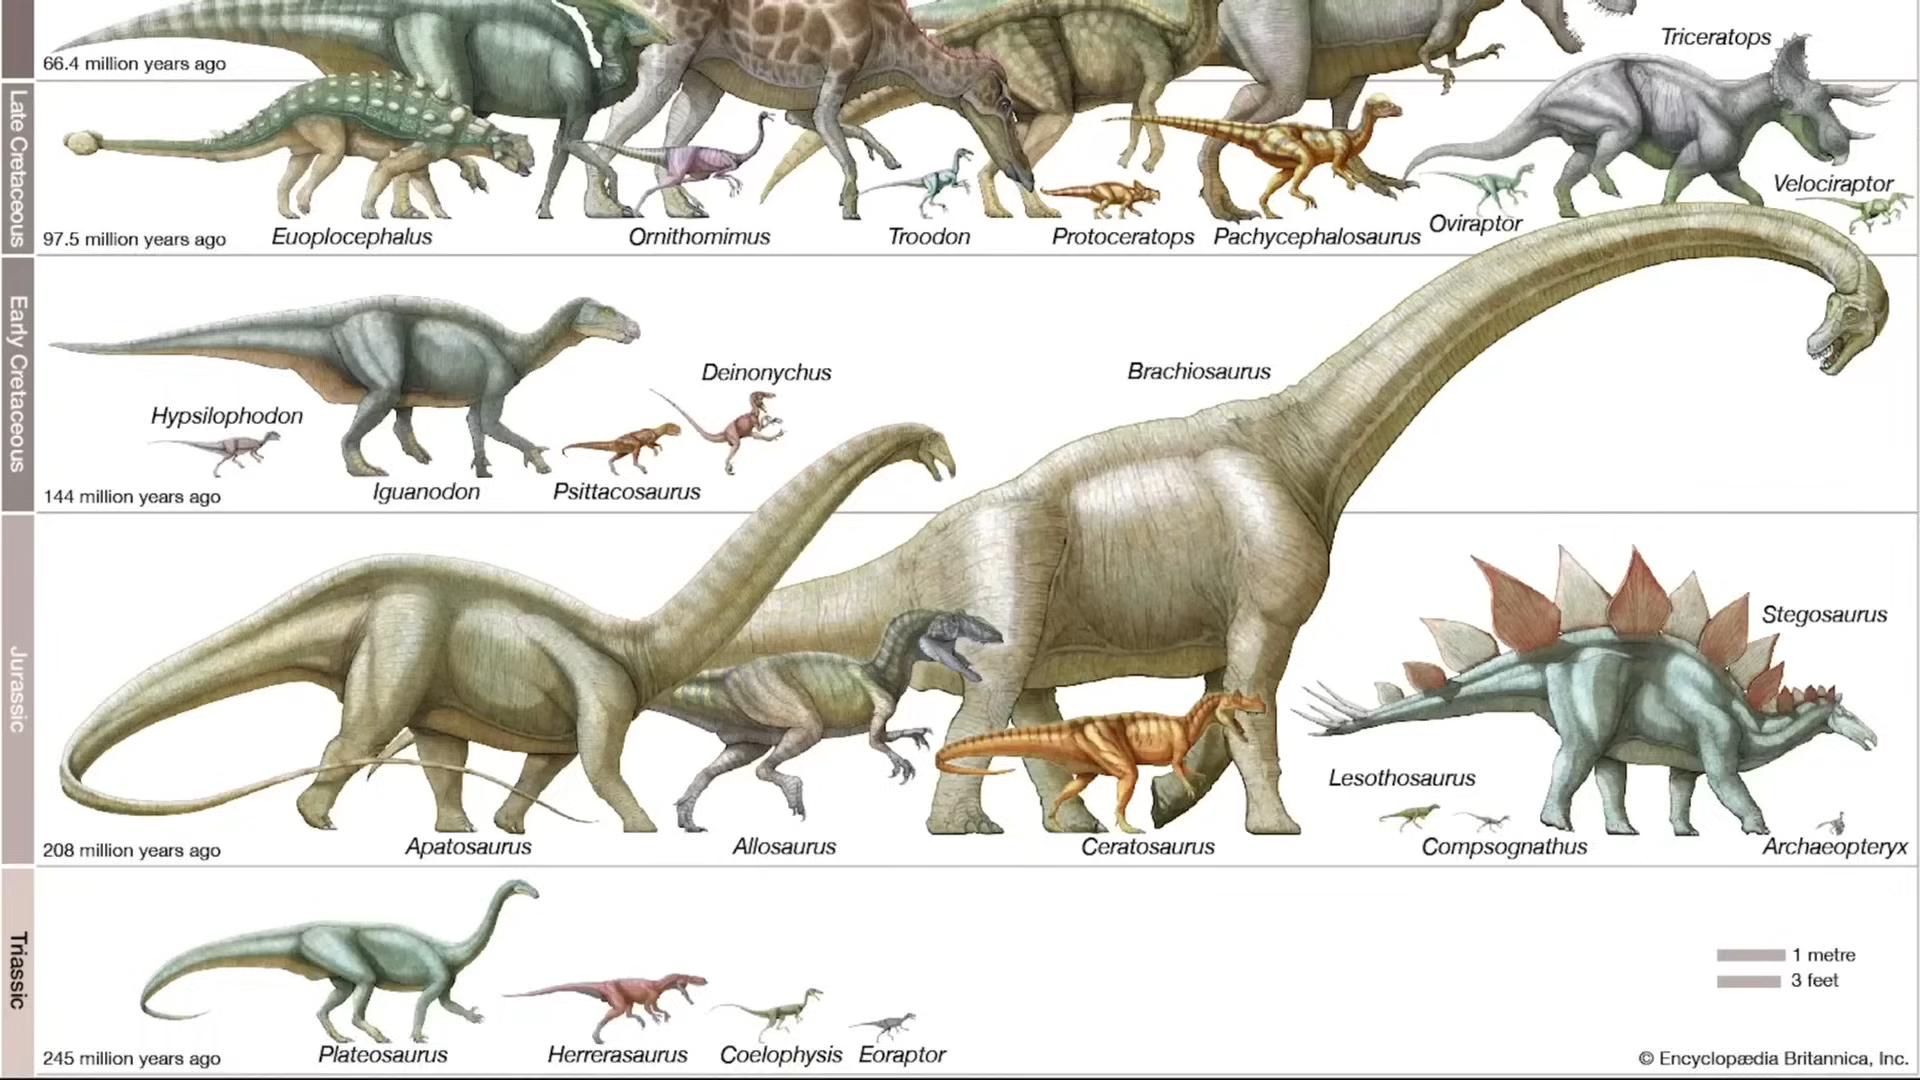 66.4 million years ago
Triceratops
Late Cretaceous
Velociraptor
97.5 million years ago
Euoplocephalus
Ornithomimus
Troodon
Protoceratops
Pachycephalosaurus
Oviraptor
Early Cretaceous
Deinonychus
Brachiosaurus
Hypsilophodon
Iguanodon
Psittacosaurus
144 million years ago
Jurassic
Stegosaurus
Lesothosaurus
208 million years ago
Apatosaurus
Allosaurus
Ceratosaurus
Compsognathus
Archaeopteryx
Triassic
1 metre
3 feet
245 million years ago
Plateosaurus
Herrerasaurus
Coelophysis
Eoraptor
© Encyclopædia Britannica, Inc.